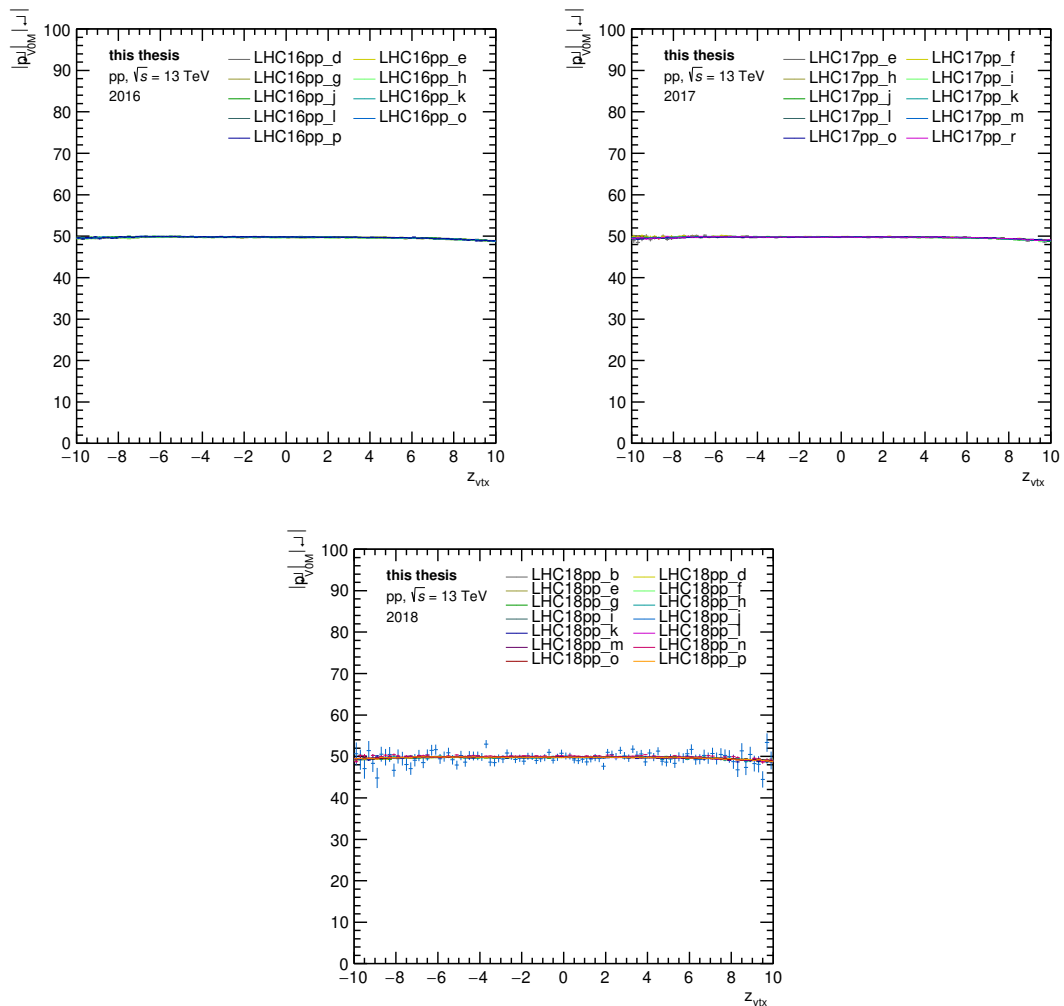 this thesis
pp, √s = 13 TeV
2016
LHC16pp_d LHC16pp_e
LHC16pp_g LHC16pp_h
LHC16pp_j LHC16pp_k
LHC16pp_l LHC16pp_o
LHC16pp_p
100
90
80
70
60
50
40
30
20
10
0
−10 −8 −6 −4 −2 0 2 4 6 8 10
z_vtx
this thesis
pp, √s = 13 TeV
2017
LHC17pp_e LHC17pp_f
LHC17pp_h LHC17pp_i
LHC17pp_j LHC17pp_k
LHC17pp_l LHC17pp_m
LHC17pp_o LHC17pp_r
100
90
80
70
60
50
40
30
20
10
0
−10 −8 −6 −4 −2 0 2 4 6 8 10
z_vtx
this thesis
pp, √s = 13 TeV
2018
LHC18pp_b LHC18pp_d
LHC18pp_e LHC18pp_f
LHC18pp_g LHC18pp_h
LHC18pp_i LHC18pp_j
LHC18pp_k LHC18pp_l
LHC18pp_m LHC18pp_n
LHC18pp_o LHC18pp_p
100
90
80
70
60
50
40
30
20
10
0
−10 −8 −6 −4 −2 0 2 4 6 8 10
z_vtx